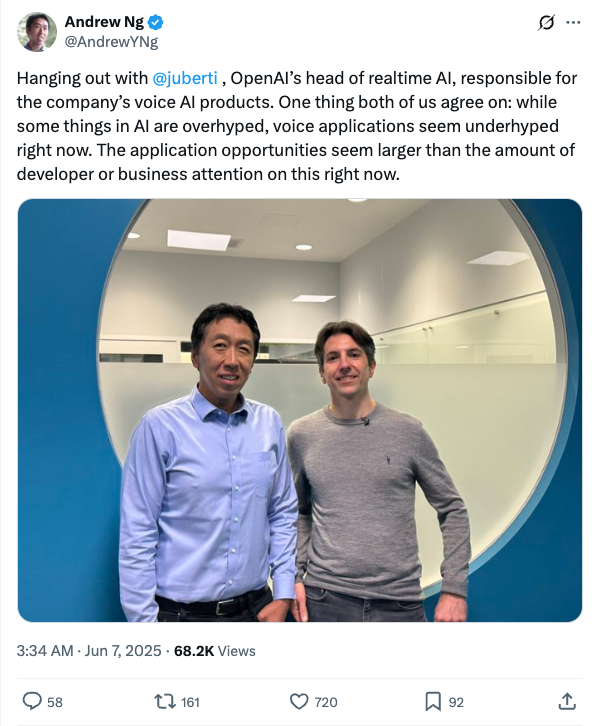 Andrew Ng
@AndrewYNg
Hanging out with @juberti , OpenAI’s head of realtime AI, responsible for
the company’s voice AI products. One thing both of us agree on: while
some things in AI are overhyped, voice applications seem underhyped
right now. The application opportunities seem larger than the amount of
developer or business attention on this right now.
3:34 AM · Jun 7, 2025 · 68.2K Views
58 161 720 92